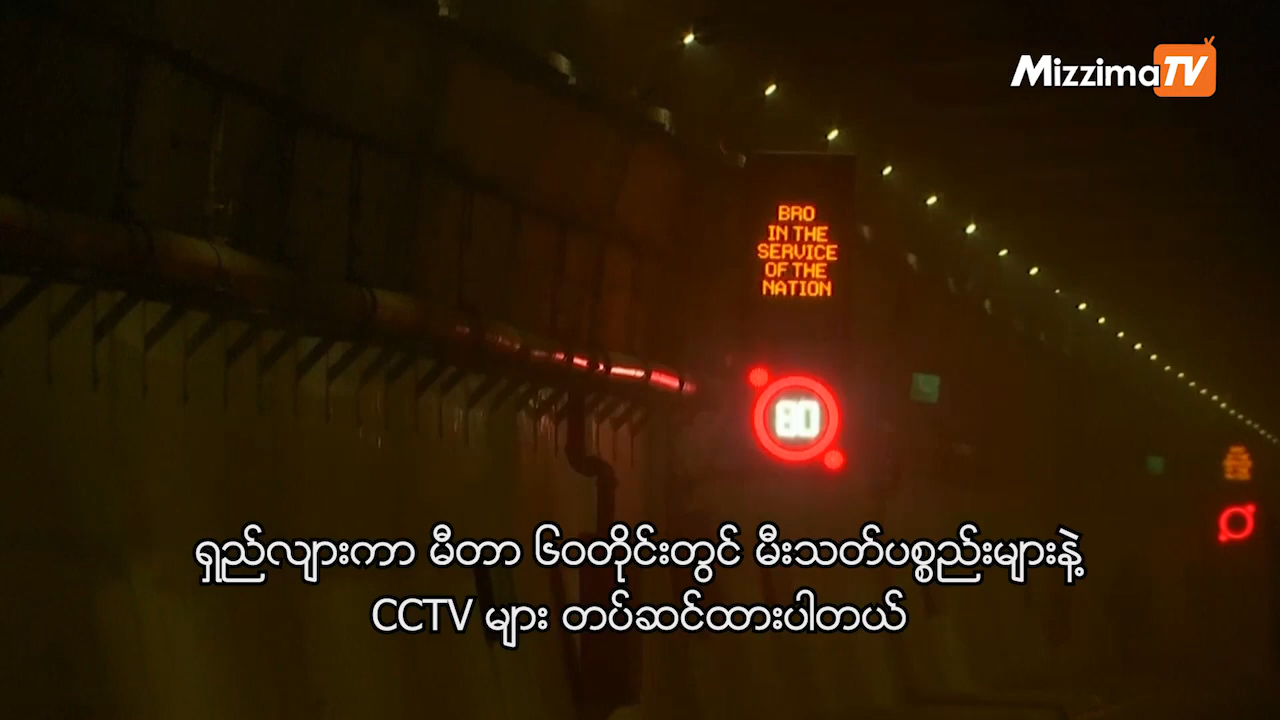 MizzimaTV
BRO
IN THE
SERVICE
OF THE
NATION
80
ရှည်လျားကာ မီတာ ၆၀တိုင်းတွင် မီးသတ်ပစ္စည်းများနဲ့
CCTV များ တပ်ဆင်ထားပါတယ်